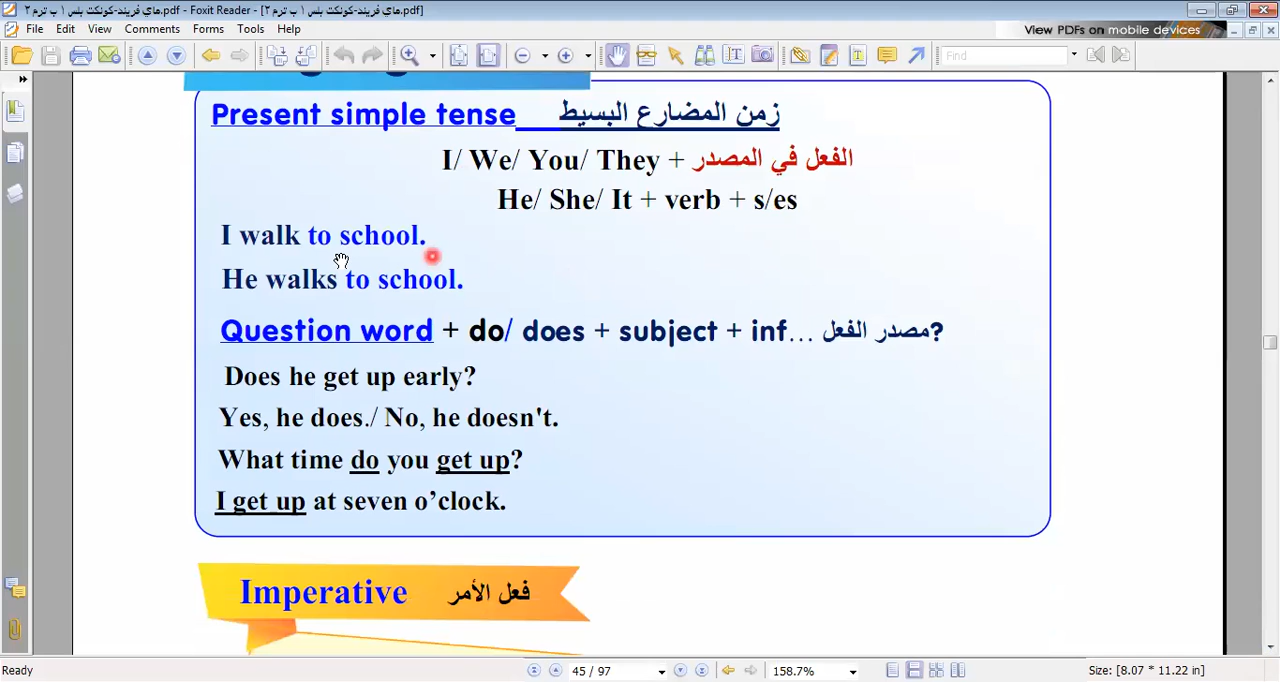 هاي فريند-كونكت بلس ١ ب ترم ٢.pdf - Foxit Reader - [هاي فريند-كونكت بلس ١ ب ترم ٢.pdf]
File Edit View Comments Forms Tools Help
View PDFs on mobile devices
Find
Present simple tense زمن المضارع البسيط
I/ We/ You/ They + الفعل في المصدر
He/ She/ It + verb + s/es
I walk to school.
He walks to school.
Question word + do/ does + subject + inf... مصدر الفعل?
Does he get up early?
Yes, he does./ No, he doesn't.
What time do you get up?
I get up at seven o’clock.
Imperative فعل الأمر
Ready
45 / 97
158.7%
Size: [8.07 * 11.22 in]